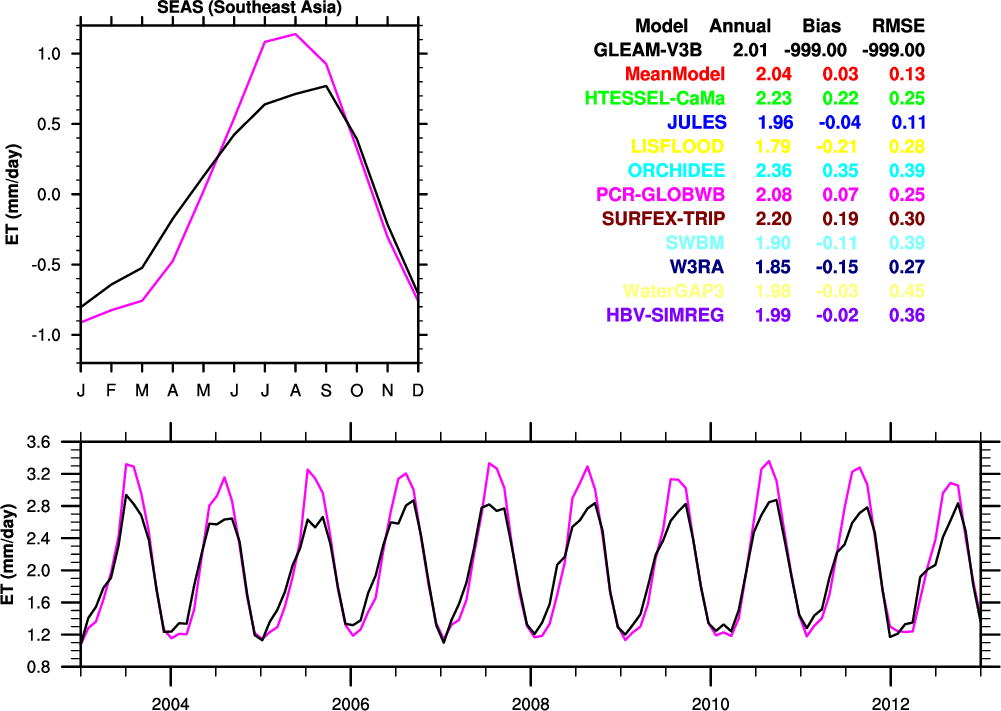 SEAS (Southeast Asia)
Model Annual Bias RMSE
GLEAM-V3B 2.01 -999.00 -999.00
MeanModel 2.04 0.03 0.13
HTESSEL-CaMa 2.23 0.22 0.25
JULES 1.96 -0.04 0.11
LISFLOOD 1.79 -0.21 0.28
ORCHIDEE 2.36 0.35 0.39
PCR-GLOBWB 2.08 0.07 0.25
SURFEX-TRIP 2.20 0.19 0.30
SWBM 1.90 -0.11 0.39
W3RA 1.85 -0.15 0.27
WaterGAP3 1.98 -0.03 0.45
HBV-SIMREG 1.99 -0.02 0.36
ET (mm/day)
1.0
0.5
0.0
-0.5
-1.0
J F M A M J J A S O N D
ET (mm/day)
3.6
3.2
2.8
2.4
2.0
1.6
1.2
0.8
2004 2006 2008 2010 2012